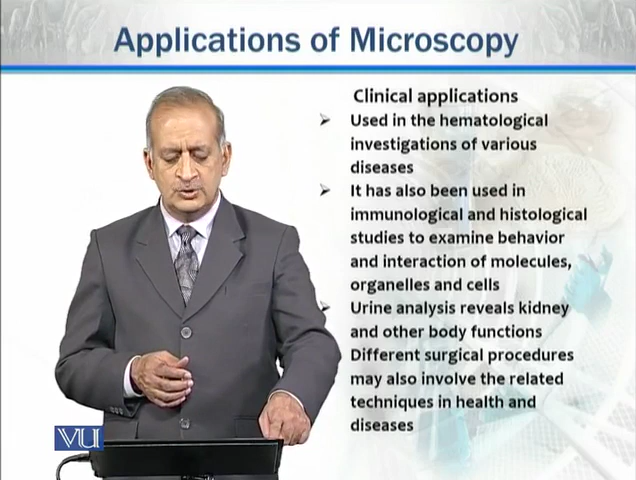 Applications of Microscopy
Clinical applications
➤ Used in the hematological
investigations of various
diseases
➤ It has also been used in
immunological and histological
studies to examine behavior
and interaction of molecules,
organelles and cells
➤ Urine analysis reveals kidney
and other body functions
Different surgical procedures
may also involve the related
techniques in health and
diseases
VU